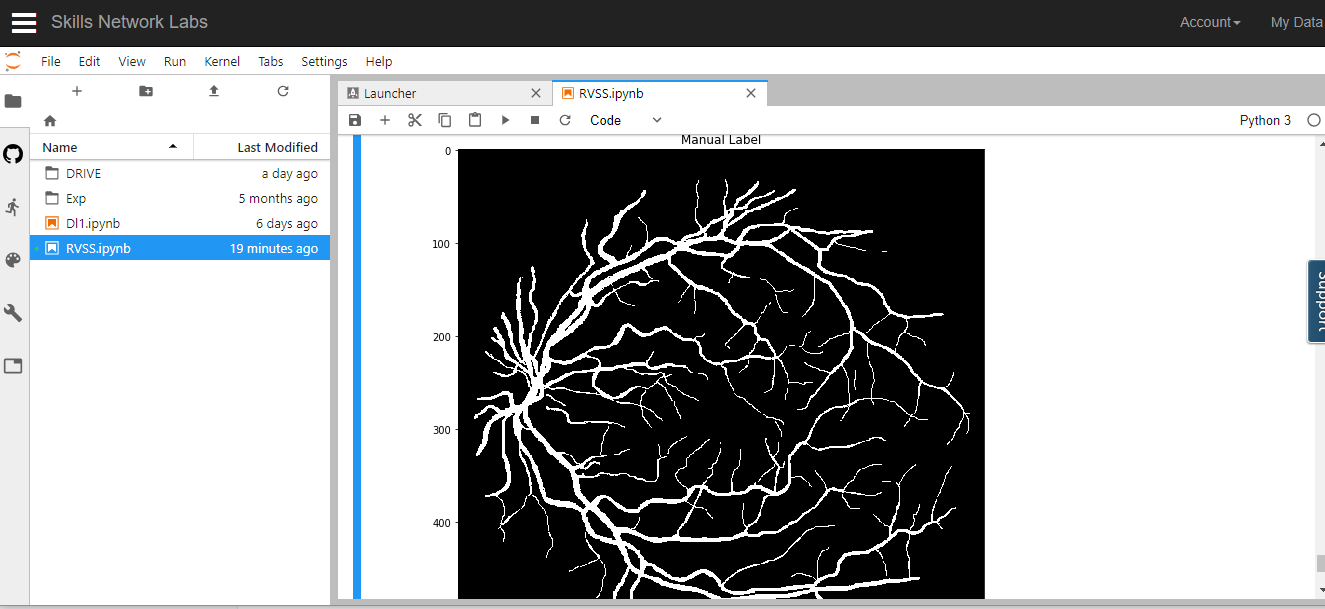 Skills Network Labs Account My Data
File Edit View Run Kernel Tabs Settings Help
Launcher RVSS.ipynb
Code Python 3
Name Last Modified
DRIVE a day ago
Exp 5 months ago
Dl1.ipynb 6 days ago
RVSS.ipynb 19 minutes ago
Manual Label
0
100
200
300
400
Support